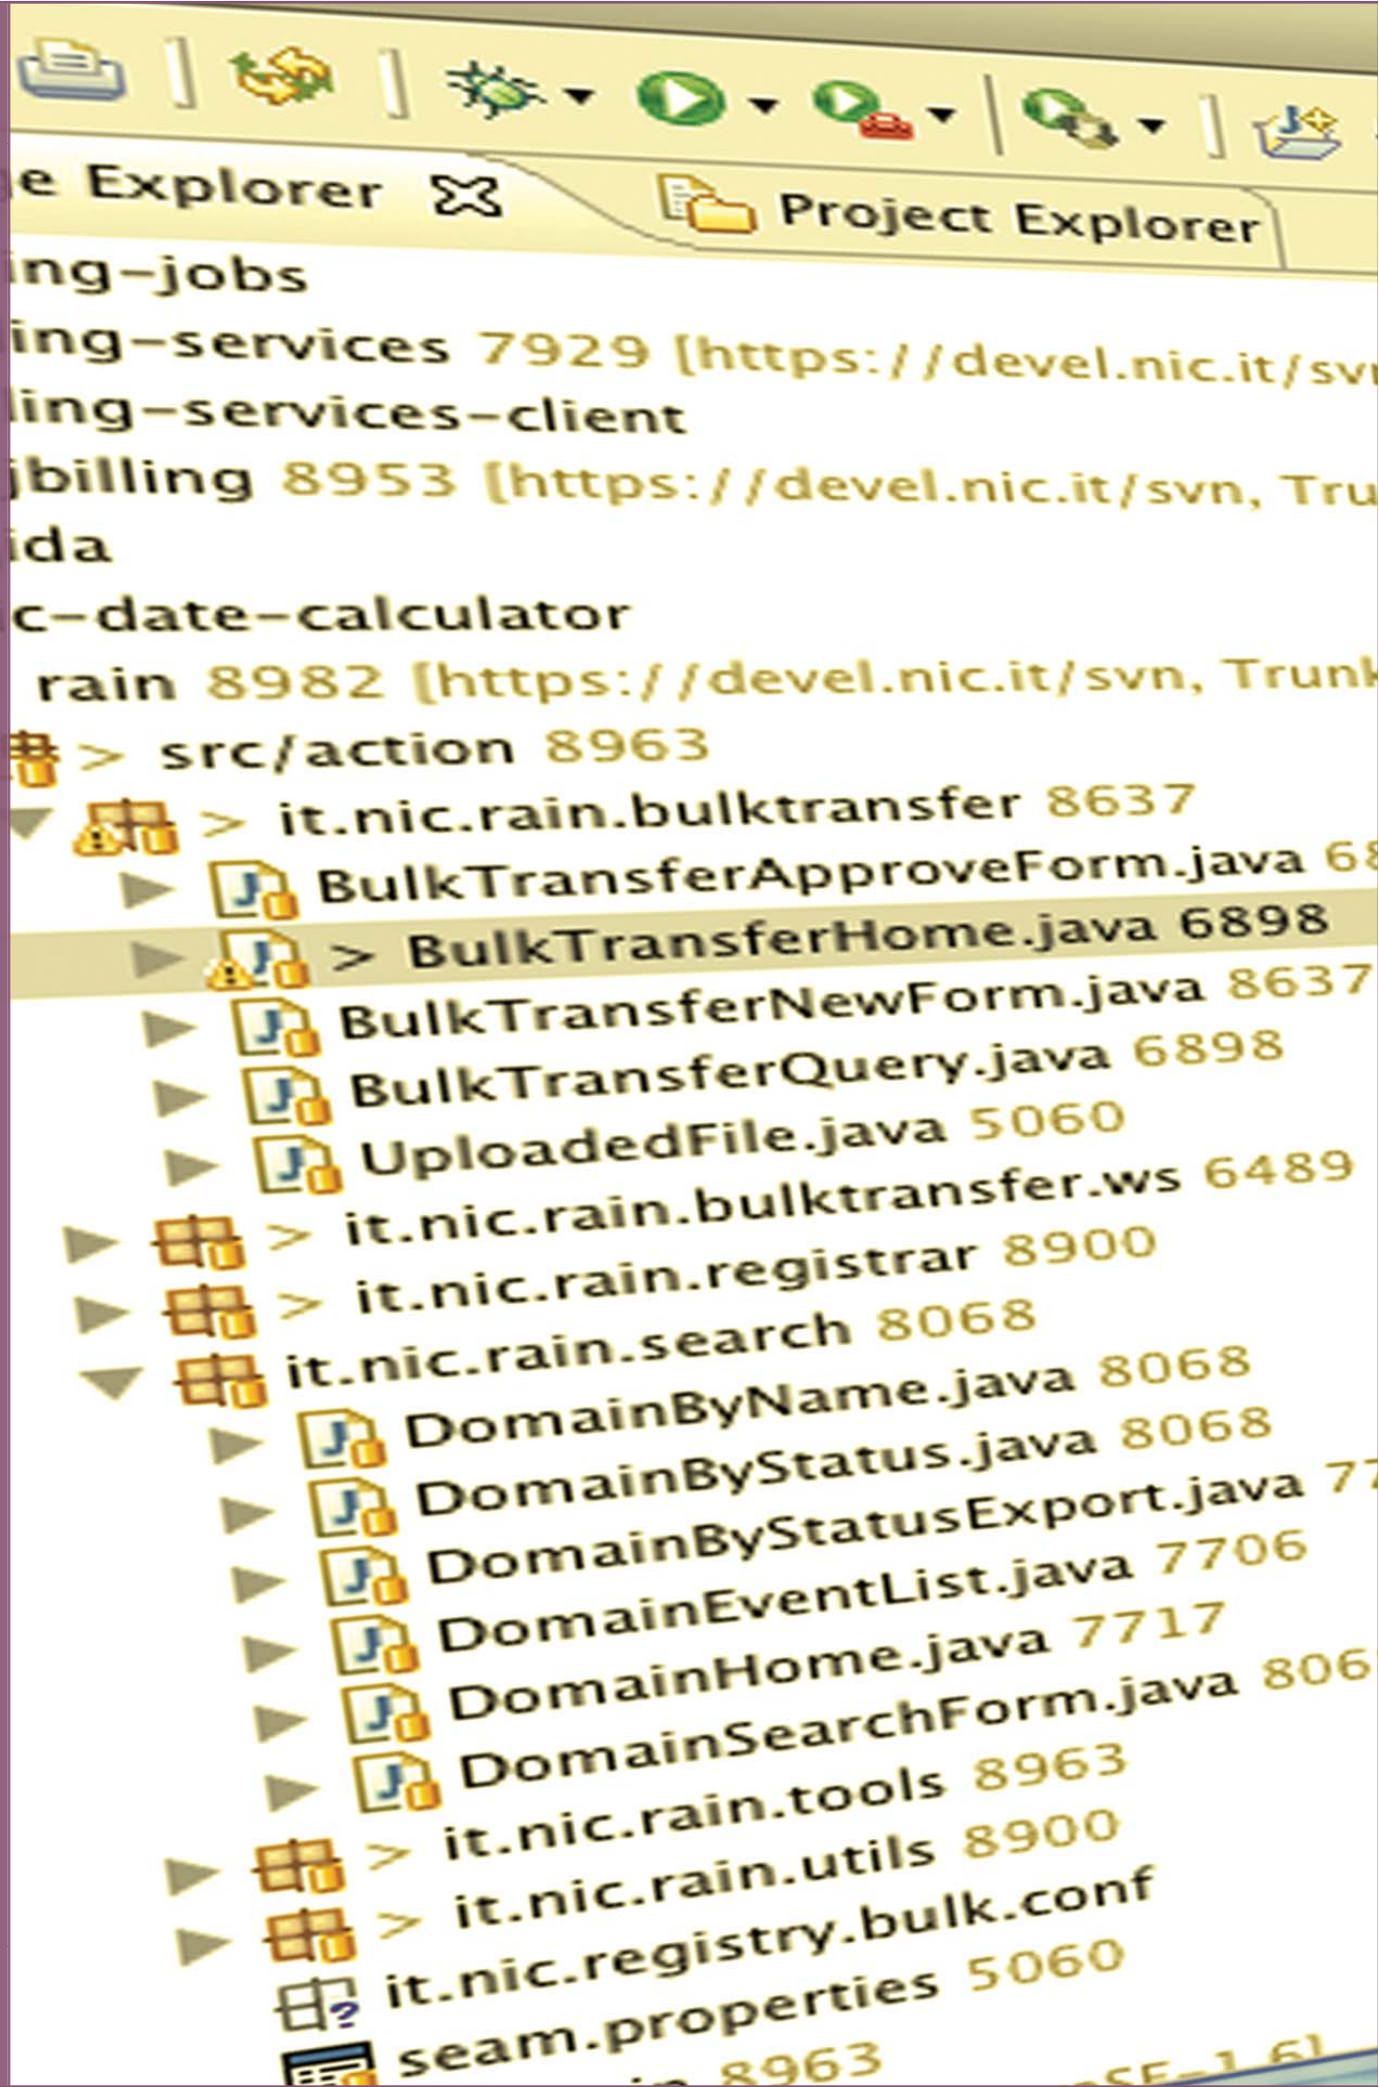 e Explorer Project Explorer
ing-jobs
ing-services 7929 [https://devel.nic.it/svn
ling-services-client
jbilling 8953 [https://devel.nic.it/svn, Tru
ida
c-date-calculator
rain 8982 [https://devel.nic.it/svn, Trunk
> src/action 8963
> it.nic.rain.bulktransfer 8637
BulkTransferApproveForm.java 68
> BulkTransferHome.java 6898
BulkTransferNewForm.java 8637
BulkTransferQuery.java 6898
UploadedFile.java 5060
> it.nic.rain.bulktransfer.ws 6489
> it.nic.rain.registrar 8900
it.nic.rain.search 8068
DomainByName.java 8068
DomainByStatus.java 8068
DomainByStatusExport.java 77
DomainEventList.java 7706
DomainHome.java 7717
DomainSearchForm.java 806
> it.nic.rain.tools 8963
> it.nic.rain.utils 8900
it.nic.registry.bulk.conf
seam.properties 5060
8963